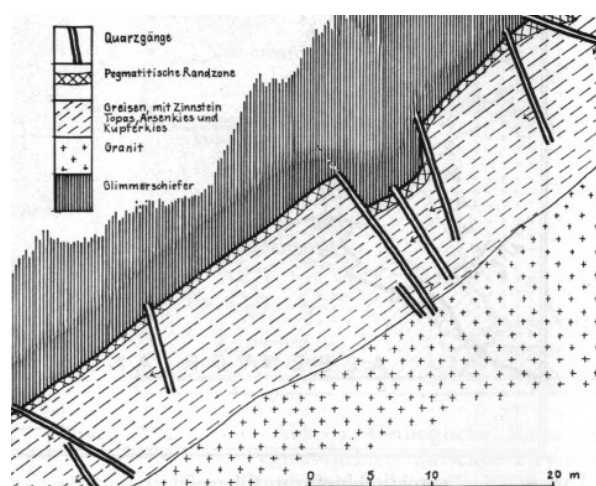 Quarzgänge
Pegmatitische Randzone
Greisen, mit Zinnstein
Topas, Arsenkies und
Kupferkies
Granit
Glimmerschiefer
0 5 10 20 m